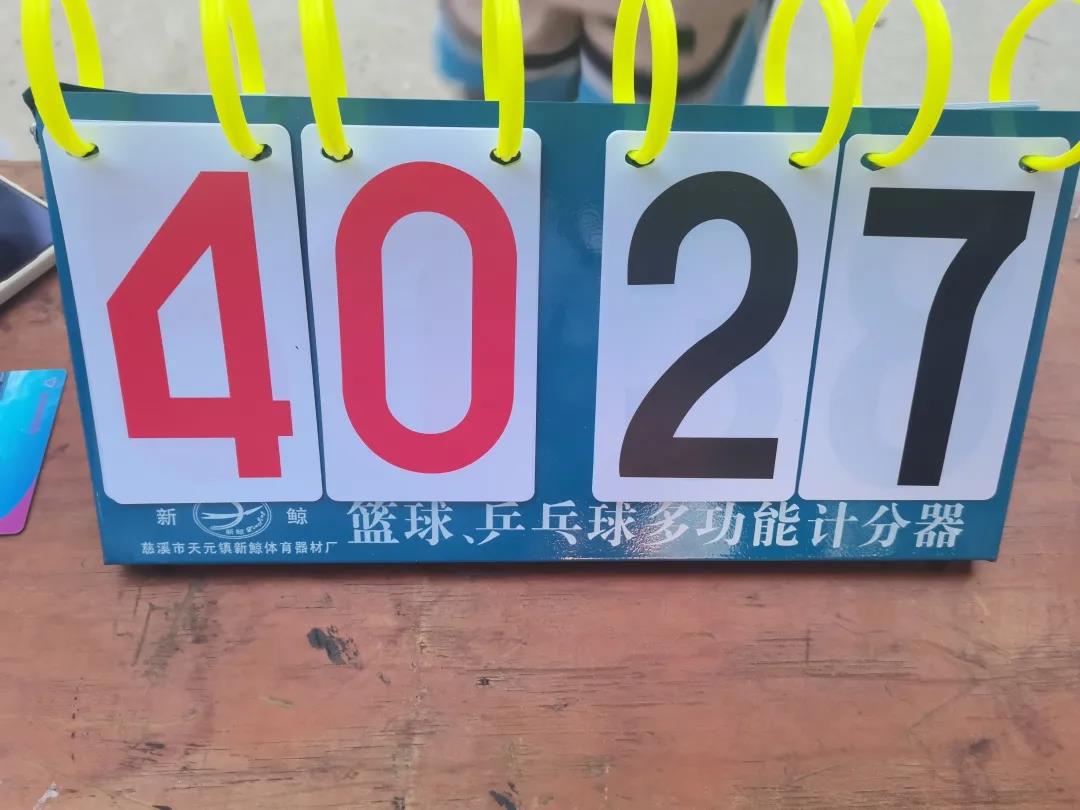 40 27
新 鲸 篮球、乒乓球多功能计分器
慈溪市天元镇新鲸体育器材厂